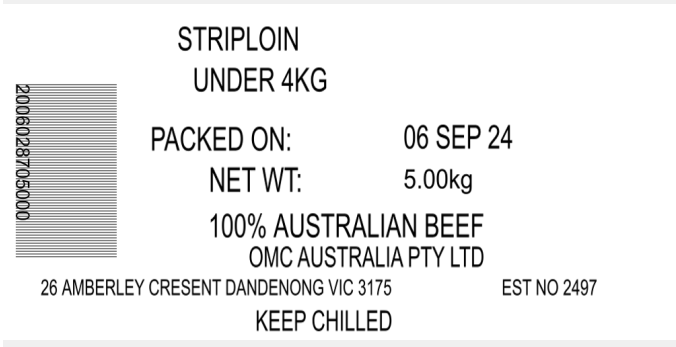 STRIPLOIN
UNDER 4KG
2006028705000
PACKED ON: 06 SEP 24
NET WT: 5.00kg
100% AUSTRALIAN BEEF
OMC AUSTRALIA PTY LTD
26 AMBERLEY CRESENT DANDENONG VIC 3175 EST NO 2497
KEEP CHILLED